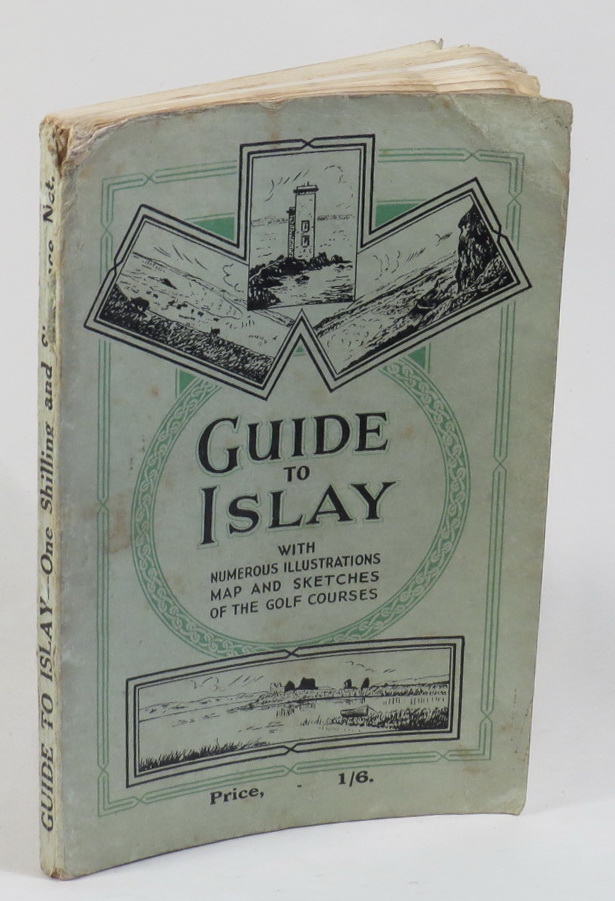 GUIDE
TO
ISLAY
WITH
NUMEROUS ILLUSTRATIONS
MAP AND SKETCHES
OF THE GOLF COURSES
Price, - 1/6.
GUIDE TO ISLAY—One Shilling and Net.